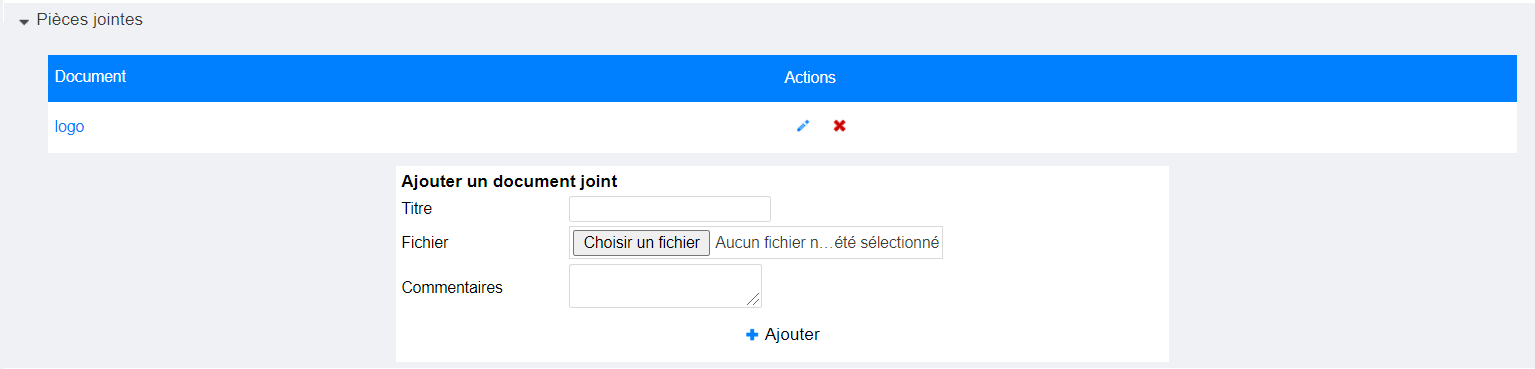 Pièces jointes
Document Actions
logo
Ajouter un document joint
Titre
Fichier Choisir un fichier Aucun fichier n…été sélectionné
Commentaires
Ajouter